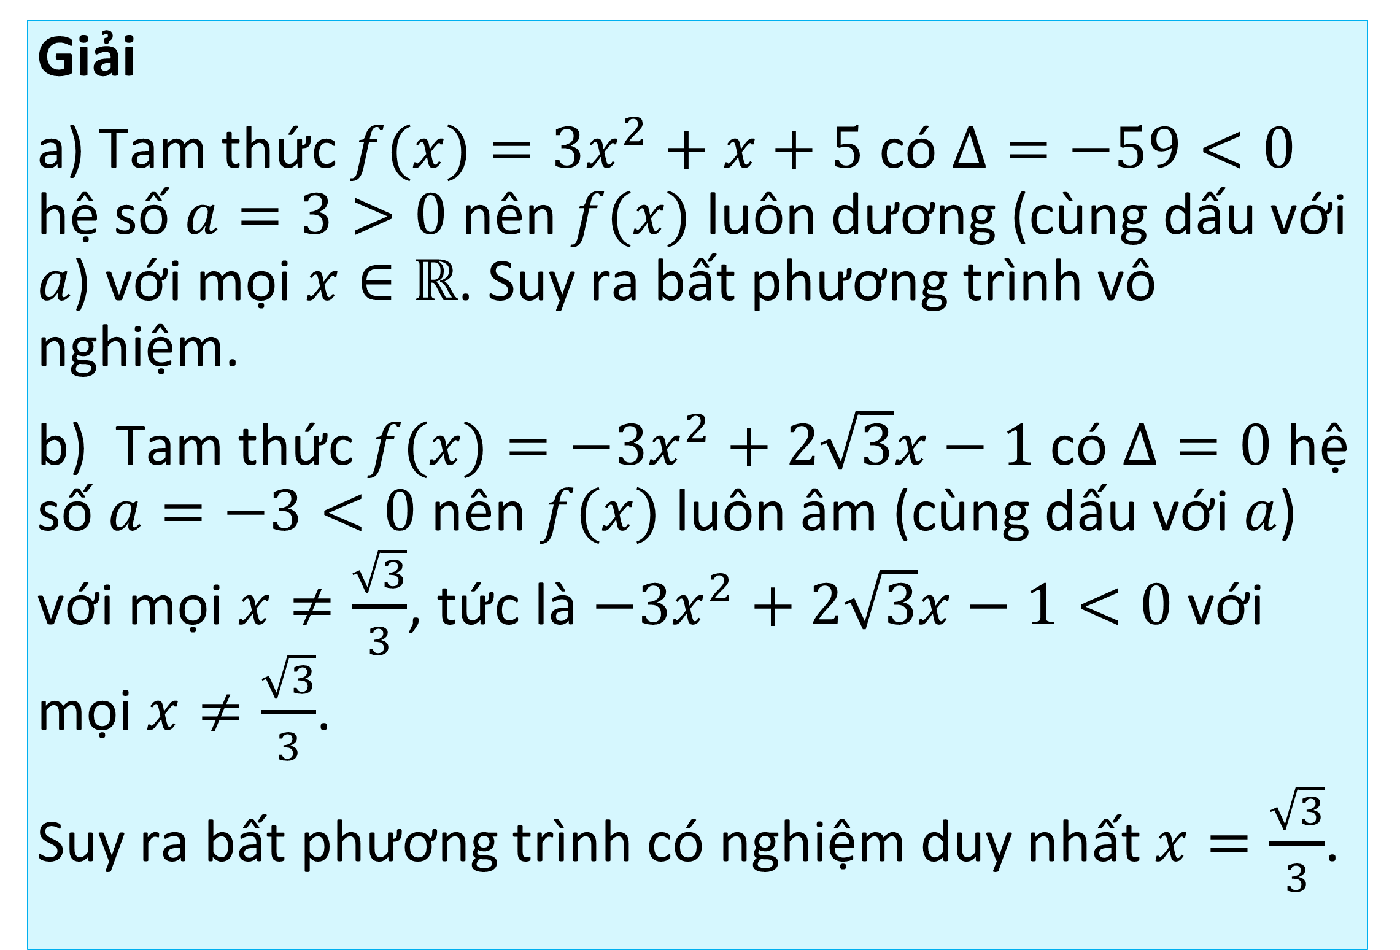 Giải
a) Tam thức f(x) = 3x² + x + 5 có Δ = −59 < 0
hệ số a = 3 > 0 nên f(x) luôn dương (cùng dấu với
a) với mọi x ∈ ℝ. Suy ra bất phương trình vô
nghiệm.
b) Tam thức f(x) = −3x² + 2√3x − 1 có Δ = 0 hệ
số a = −3 < 0 nên f(x) luôn âm (cùng dấu với a)
với mọi x ≠ √3/3, tức là −3x² + 2√3x − 1 < 0 với
mọi x ≠ √3/3.
Suy ra bất phương trình có nghiệm duy nhất x = √3/3.